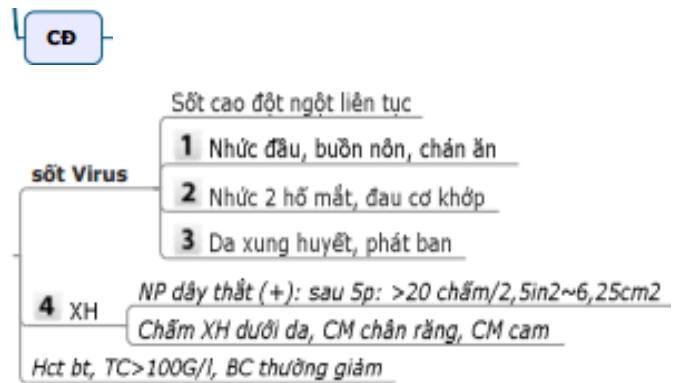 CĐ
Sốt cao đột ngột liên tục
1 Nhức đầu, buồn nôn, chán ăn
sốt Virus
2 Nhức 2 hố mắt, đau cơ khớp
3 Da xung huyết, phát ban
NP dây thắt (+): sau 5p: >20 chấm/2,5in2~6,25cm2
4 XH
Chấm XH dưới da, CM chân răng, CM cam
Hct bt, TC>100G/l, BC thường giảm